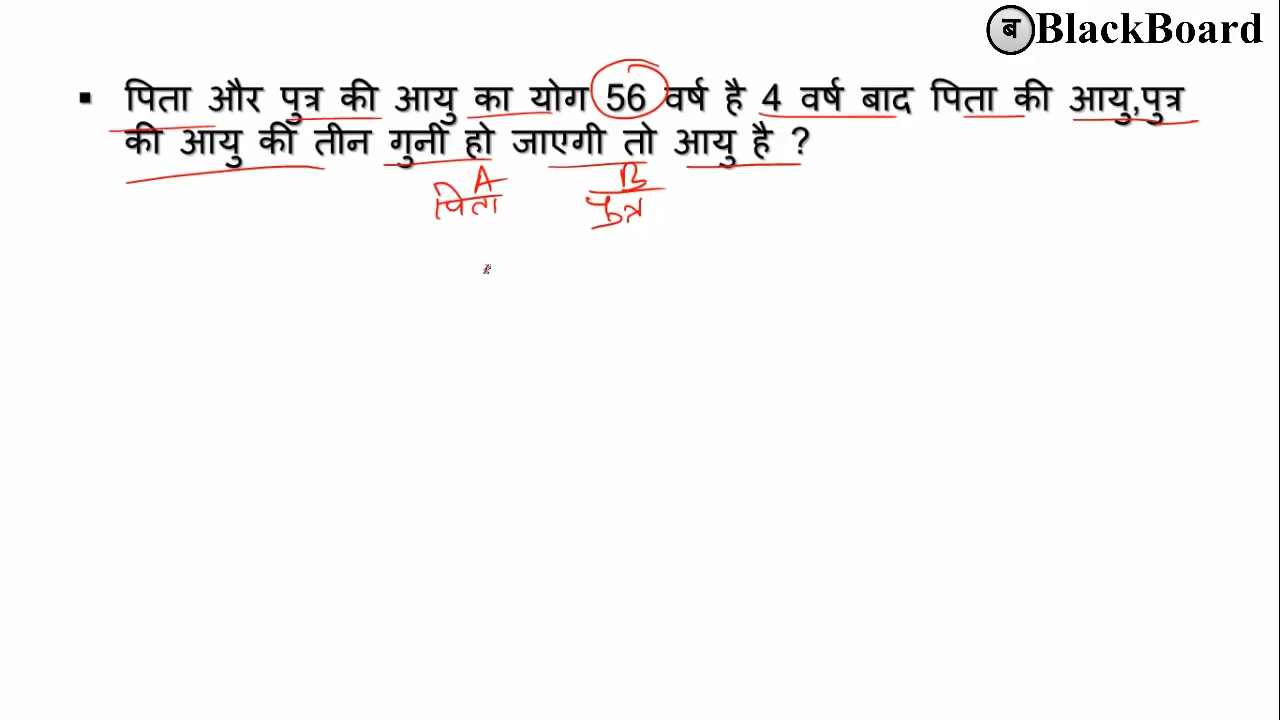 ब BlackBoard
▪ पिता और पुत्र की आयु का योग 56 वर्ष है 4 वर्ष बाद पिता की आयु,पुत्र
की आयु की तीन गुनी हो जाएगी तो आयु है ?
A B
पिता पुत्र